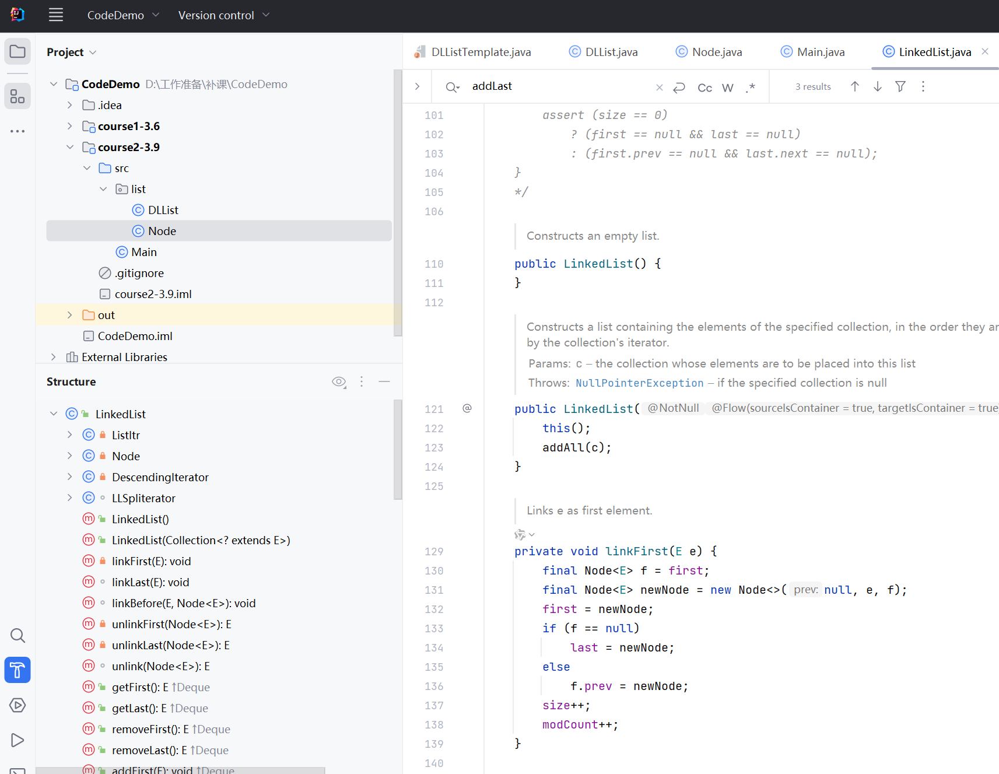 CodeDemo Version control
Project
CodeDemo D:\工作准备\补课\CodeDemo
.idea
course1-3.6
course2-3.9
src
list
DLList
Node
Main
.gitignore
course2-3.9.iml
out
CodeDemo.iml
External Libraries
Structure
LinkedList
ListItr
Node
DescendingIterator
LLSpliterator
LinkedList()
LinkedList(Collection<? extends E>)
linkFirst(E): void
linkLast(E): void
linkBefore(E, Node<E>): void
unlinkFirst(Node<E>): E
unlinkLast(Node<E>): E
unlink(Node<E>): E
getFirst(): E ↑Deque
getLast(): E ↑Deque
removeFirst(): E ↑Deque
removeLast(): E ↑Deque
addFirst(E): void ↑Deque
DLListTemplate.java DLList.java Node.java Main.java LinkedList.java
addLast Cc W .* 3 results
101 assert (size == 0)
102 ? (first == null && last == null)
103 : (first.prev == null && last.next == null);
104 }
105 */
106
Constructs an empty list.
110 public LinkedList() {
111 }
112
Constructs a list containing the elements of the specified collection, in the order they ar
by the collection's iterator.
Params: c – the collection whose elements are to be placed into this list
Throws: NullPointerException – if the specified collection is null
121 @ public LinkedList( @NotNull @Flow(sourceIsContainer = true, targetIsContainer = true)
122 this();
123 addAll(c);
124 }
125
Links e as first element.
129 private void linkFirst(E e) {
130 final Node<E> f = first;
131 final Node<E> newNode = new Node<>( prev: null, e, f);
132 first = newNode;
133 if (f == null)
134 last = newNode;
135 else
136 f.prev = newNode;
137 size++;
138 modCount++;
139 }
140